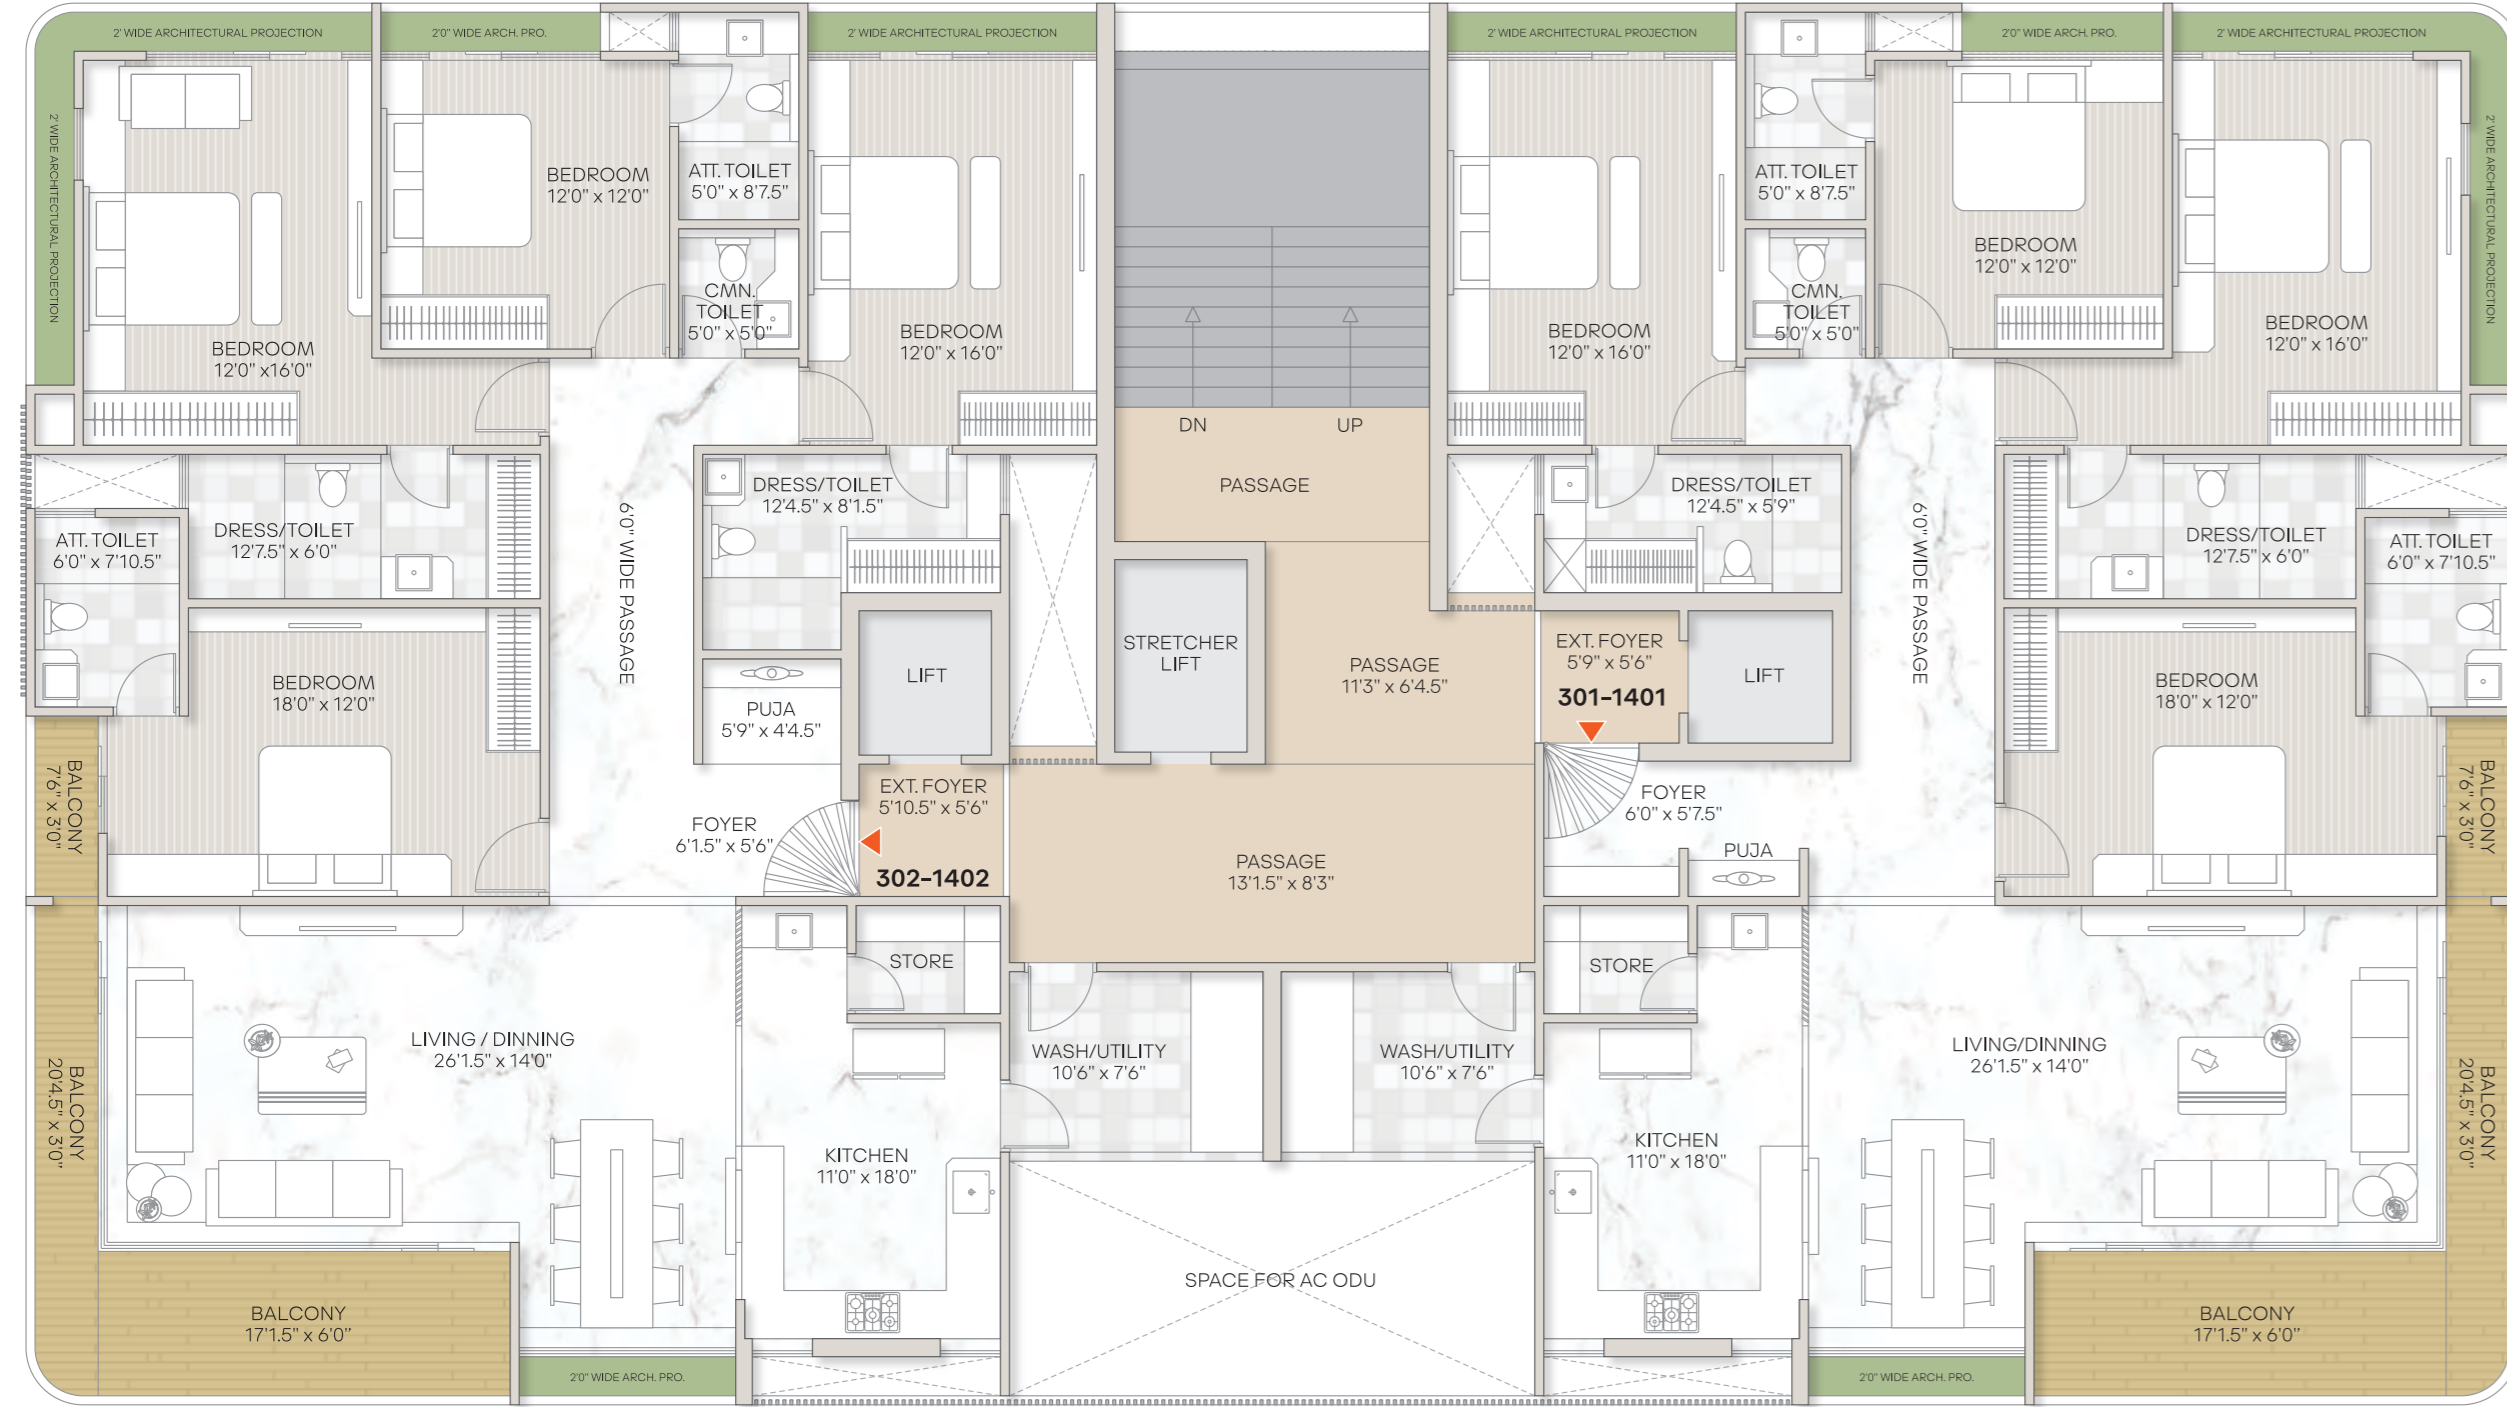 2' WIDE ARCHITECTURAL PROJECTION
2'0" WIDE ARCH. PRO.
2' WIDE ARCHITECTURAL PROJECTION
2' WIDE ARCHITECTURAL PROJECTION
2'0" WIDE ARCH. PRO.
2' WIDE ARCHITECTURAL PROJECTION
2' WIDE ARCHITECTURAL PROJECTION
2' WIDE ARCHITECTURAL PROJECTION
BEDROOM
12'0" x 12'0"
ATT. TOILET
5'0" x 8'7.5"
ATT. TOILET
5'0" x 8'7.5"
BEDROOM
12'0" x 12'0"
CMN.
TOILET
5'0" x 5'0"
CMN.
TOILET
5'0" x 5'0"
BEDROOM
12'0" x16'0"
BEDROOM
12'0" x 16'0"
BEDROOM
12'0" x 16'0"
BEDROOM
12'0" x 16'0"
DN
UP
PASSAGE
DRESS/TOILET
12'4.5" x 8'1.5"
DRESS/TOILET
12'4.5" x 5'9"
ATT. TOILET
6'0" x 7'10.5"
DRESS/TOILET
12'7.5" x 6'0"
6'0" WIDE PASSAGE
6'0" WIDE PASSAGE
DRESS/TOILET
12'7.5" x 6'0"
ATT. TOILET
6'0" x 7'10.5"
STRETCHER
LIFT
LIFT
PASSAGE
11'3" x 6'4.5"
EXT. FOYER
5'9" x 5'6"
301-1401
LIFT
BEDROOM
18'0" x 12'0"
PUJA
5'9" x 4'4.5"
BEDROOM
18'0" x 12'0"
BALCONY
7'6" x 3'0"
FOYER
6'1.5" x 5'6"
EXT. FOYER
5'10.5" x 5'6"
302-1402
PASSAGE
13'1.5" x 8'3"
FOYER
6'0" x 5'7.5"
PUJA
BALCONY
7'6" x 3'0"
STORE
STORE
LIVING / DINNING
26'1.5" x 14'0"
WASH/UTILITY
10'6" x 7'6"
WASH/UTILITY
10'6" x 7'6"
LIVING/DINNING
26'1.5" x 14'0"
BALCONY
20'4.5" x 3'0"
KITCHEN
11'0" x 18'0"
KITCHEN
11'0" x 18'0"
BALCONY
20'4.5" x 3'0"
SPACE FOR AC ODU
BALCONY
17'1.5" x 6'0"
BALCONY
17'1.5" x 6'0"
2'0" WIDE ARCH. PRO.
2'0" WIDE ARCH. PRO.